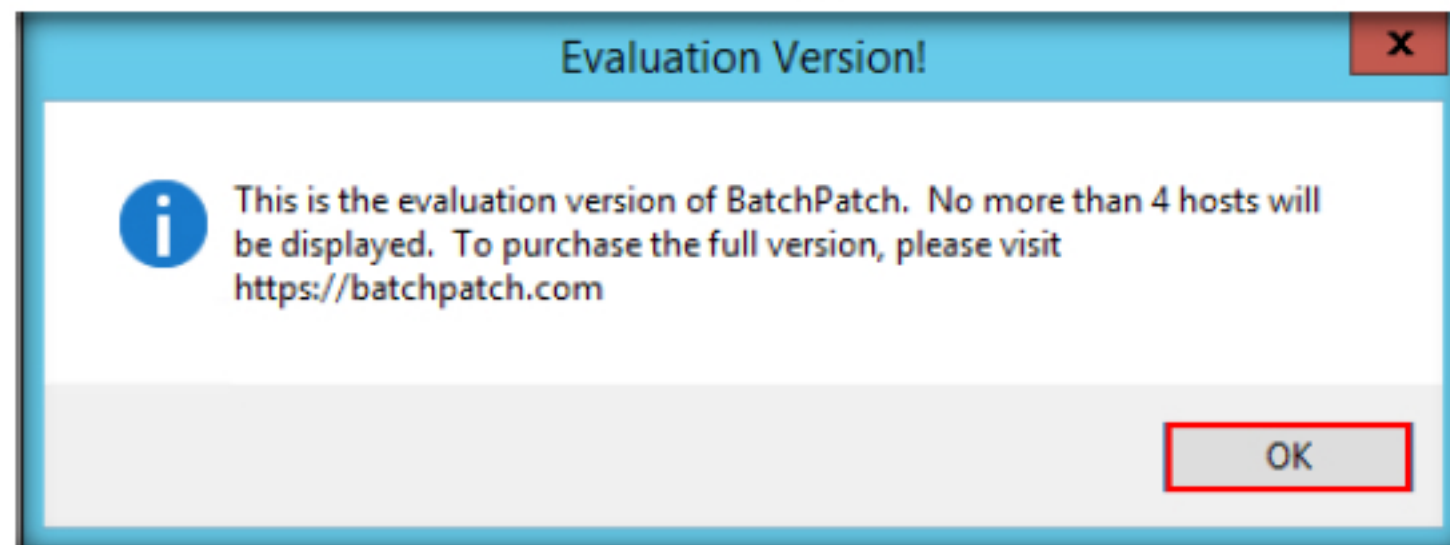 Evaluation Version!
x
This is the evaluation version of BatchPatch.  No more than 4 hosts will
be displayed.  To purchase the full version, please visit
https://batchpatch.com
OK